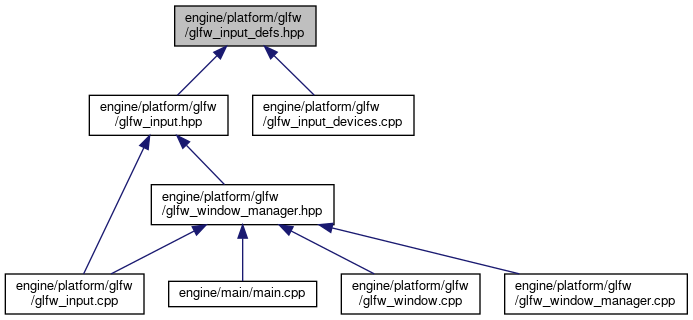 engine/platform/glfw
/glfw_input_defs.hpp
engine/platform/glfw
/glfw_input.hpp
engine/platform/glfw
/glfw_input_devices.cpp
engine/platform/glfw
/glfw_window_manager.hpp
engine/platform/glfw
/glfw_input.cpp
engine/main/main.cpp
engine/platform/glfw
/glfw_window.cpp
engine/platform/glfw
/glfw_window_manager.cpp